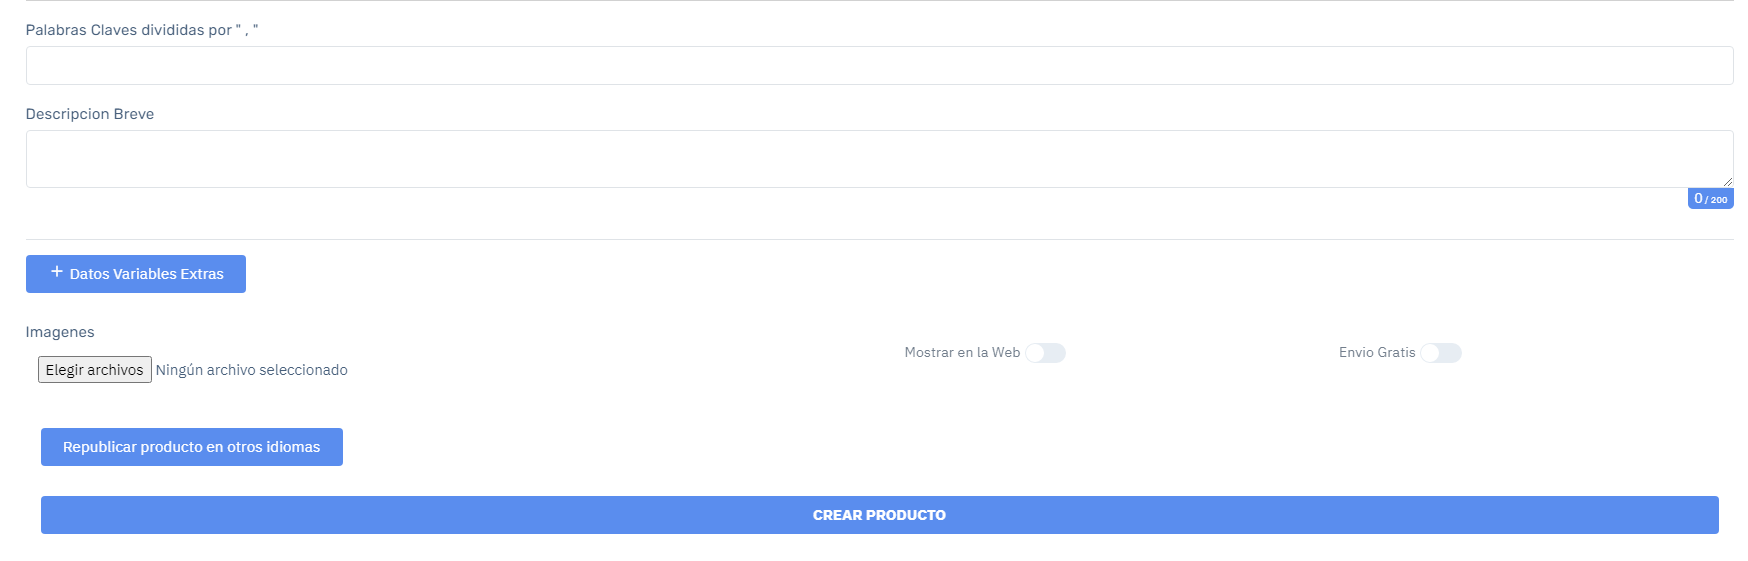 Palabras Claves divididas por " , "
Descripcion Breve
0 / 200
+ Datos Variables Extras
Imagenes
Mostrar en la Web
Envio Gratis
Elegir archivos Ningún archivo seleccionado
Republicar producto en otros idiomas
CREAR PRODUCTO